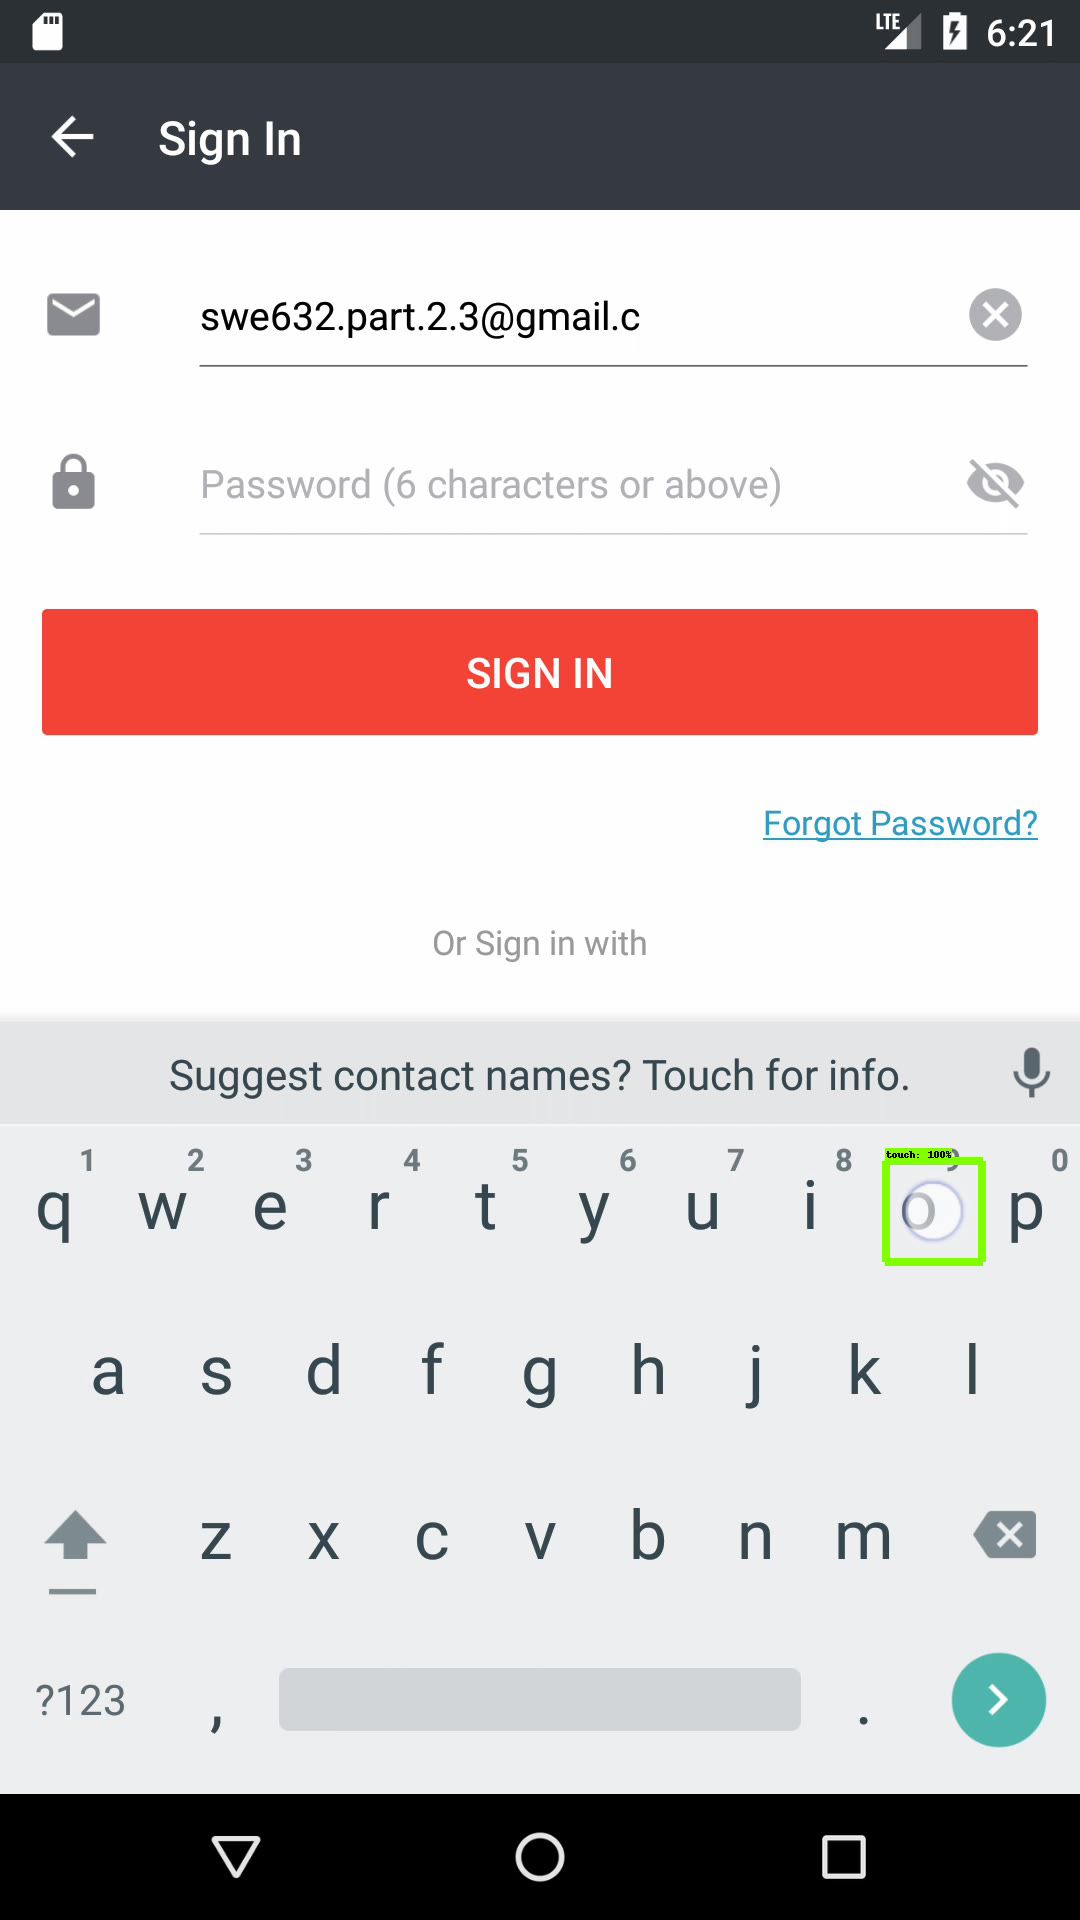 LTE 6:21
Sign In
swe632.part.2.3@gmail.c
Password (6 characters or above)
SIGN IN
Forgot Password?
Or Sign in with
Suggest contact names? Touch for info.
touch: 100%
1 2 3 4 5 6 7 8 9 0
q w e r t y u i o p
a s d f g h j k l
z x c v b n m
?123 , .